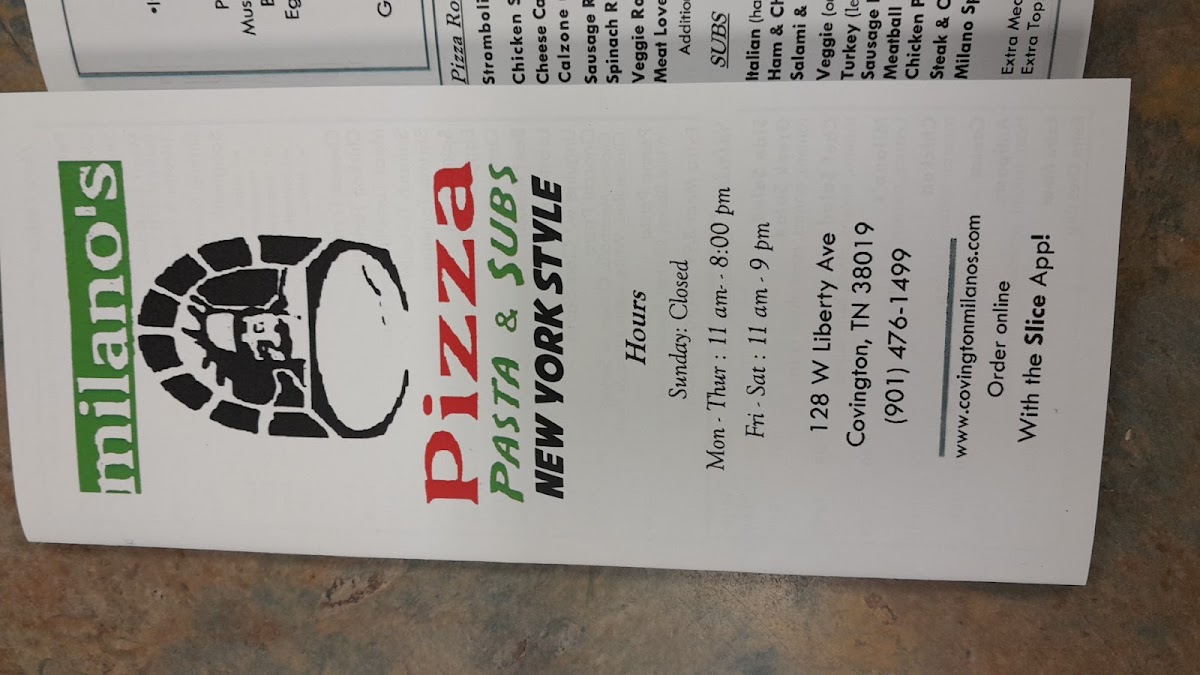 milano's
Pizza
PASTA & SUBS
NEW YORK STYLE
Hours
Sunday: Closed
Mon - Thur : 11 am- - 8:00 pm
Fri - Sat : 11 am - 9 pm
128 W Liberty Ave
Covington, TN 38019
(901) 476-1499
www.covingtonmilanos.com
Order online
With the Slice App!
Pizza Ro
Stromboli
Chicken S
Cheese Ca
Calzone
Sausage R
Spinach R
Veggie Ro
Meat Love
Addition
SUBS
Italian (ha
Ham & Ch
Salami &
Veggie (o
Turkey (le
Sausage
Meatball
Chicken P
Steak & C
Milano Sp
Extra Mea
Extra Top